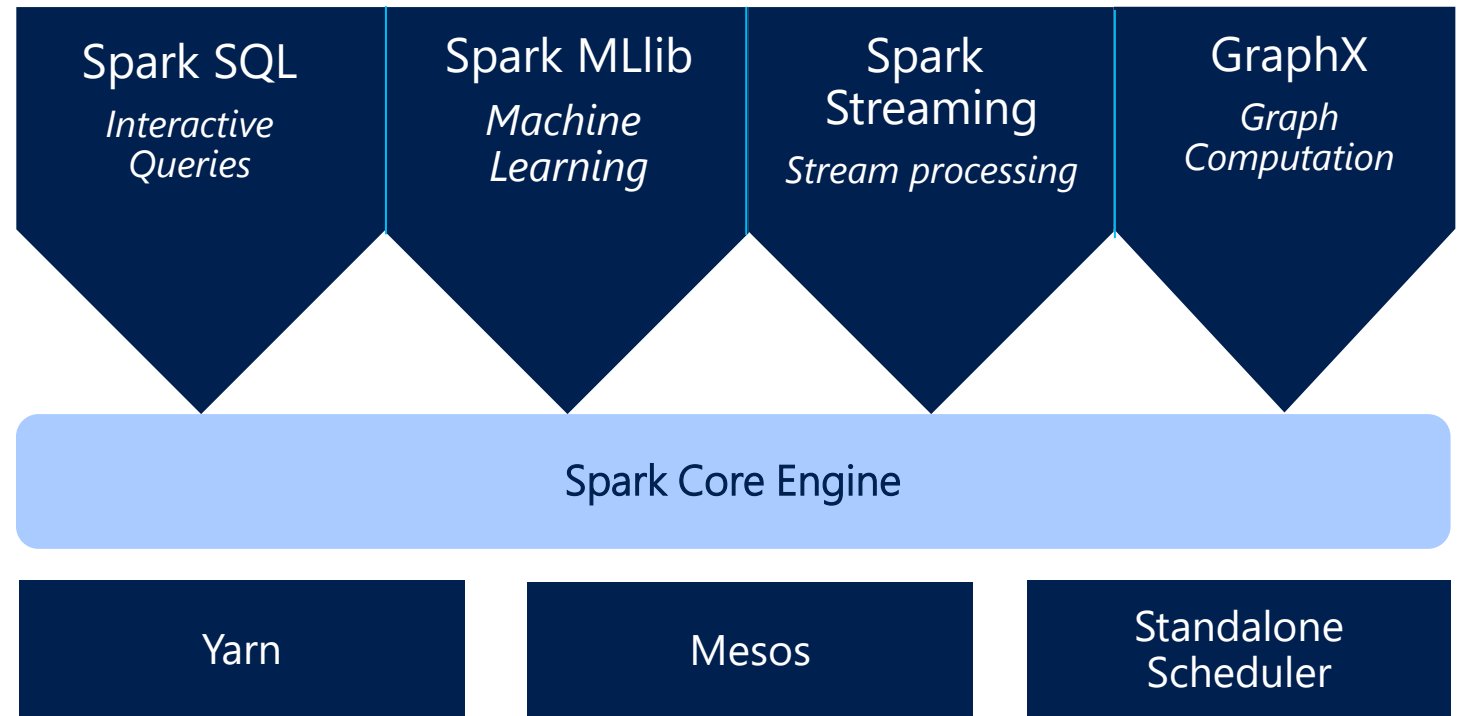 Spark SQL
Interactive
Queries
Spark MLlib
Machine
Learning
Spark
Streaming
Stream processing
GraphX
Graph
Computation
Spark Core Engine
Yarn
Mesos
Standalone
Scheduler